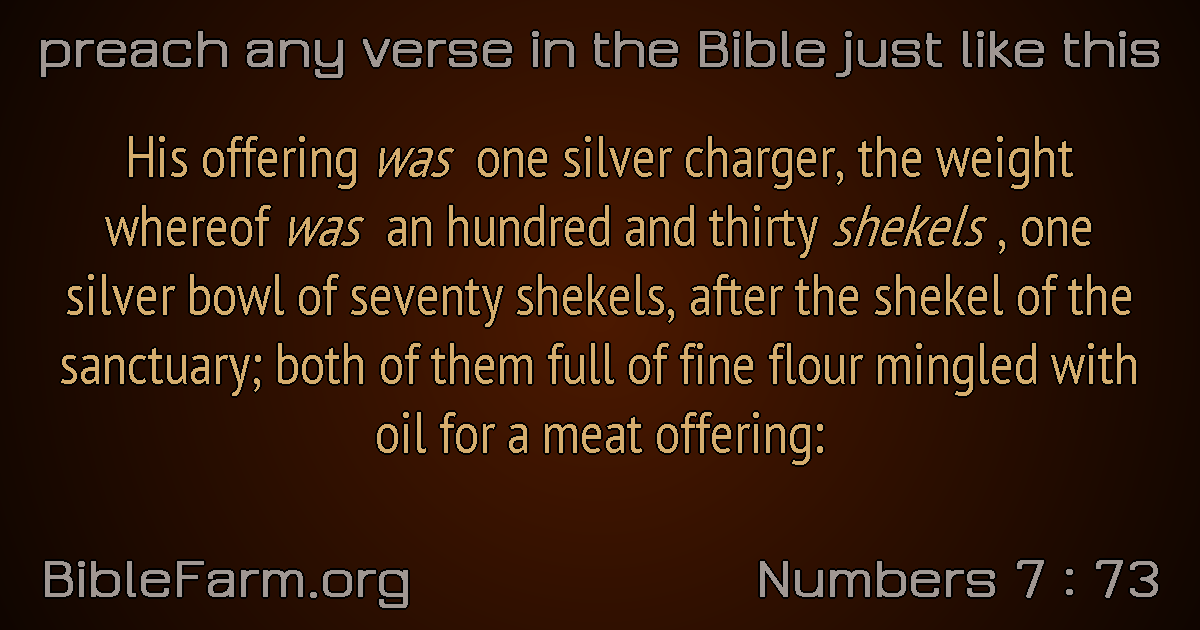 preach any verse in the Bible just like this
His offering was one silver charger, the weight
whereof was an hundred and thirty shekels , one
silver bowl of seventy shekels, after the shekel of the
sanctuary; both of them full of fine flour mingled with
oil for a meat offering:
BibleFarm.org
Numbers 7 : 73